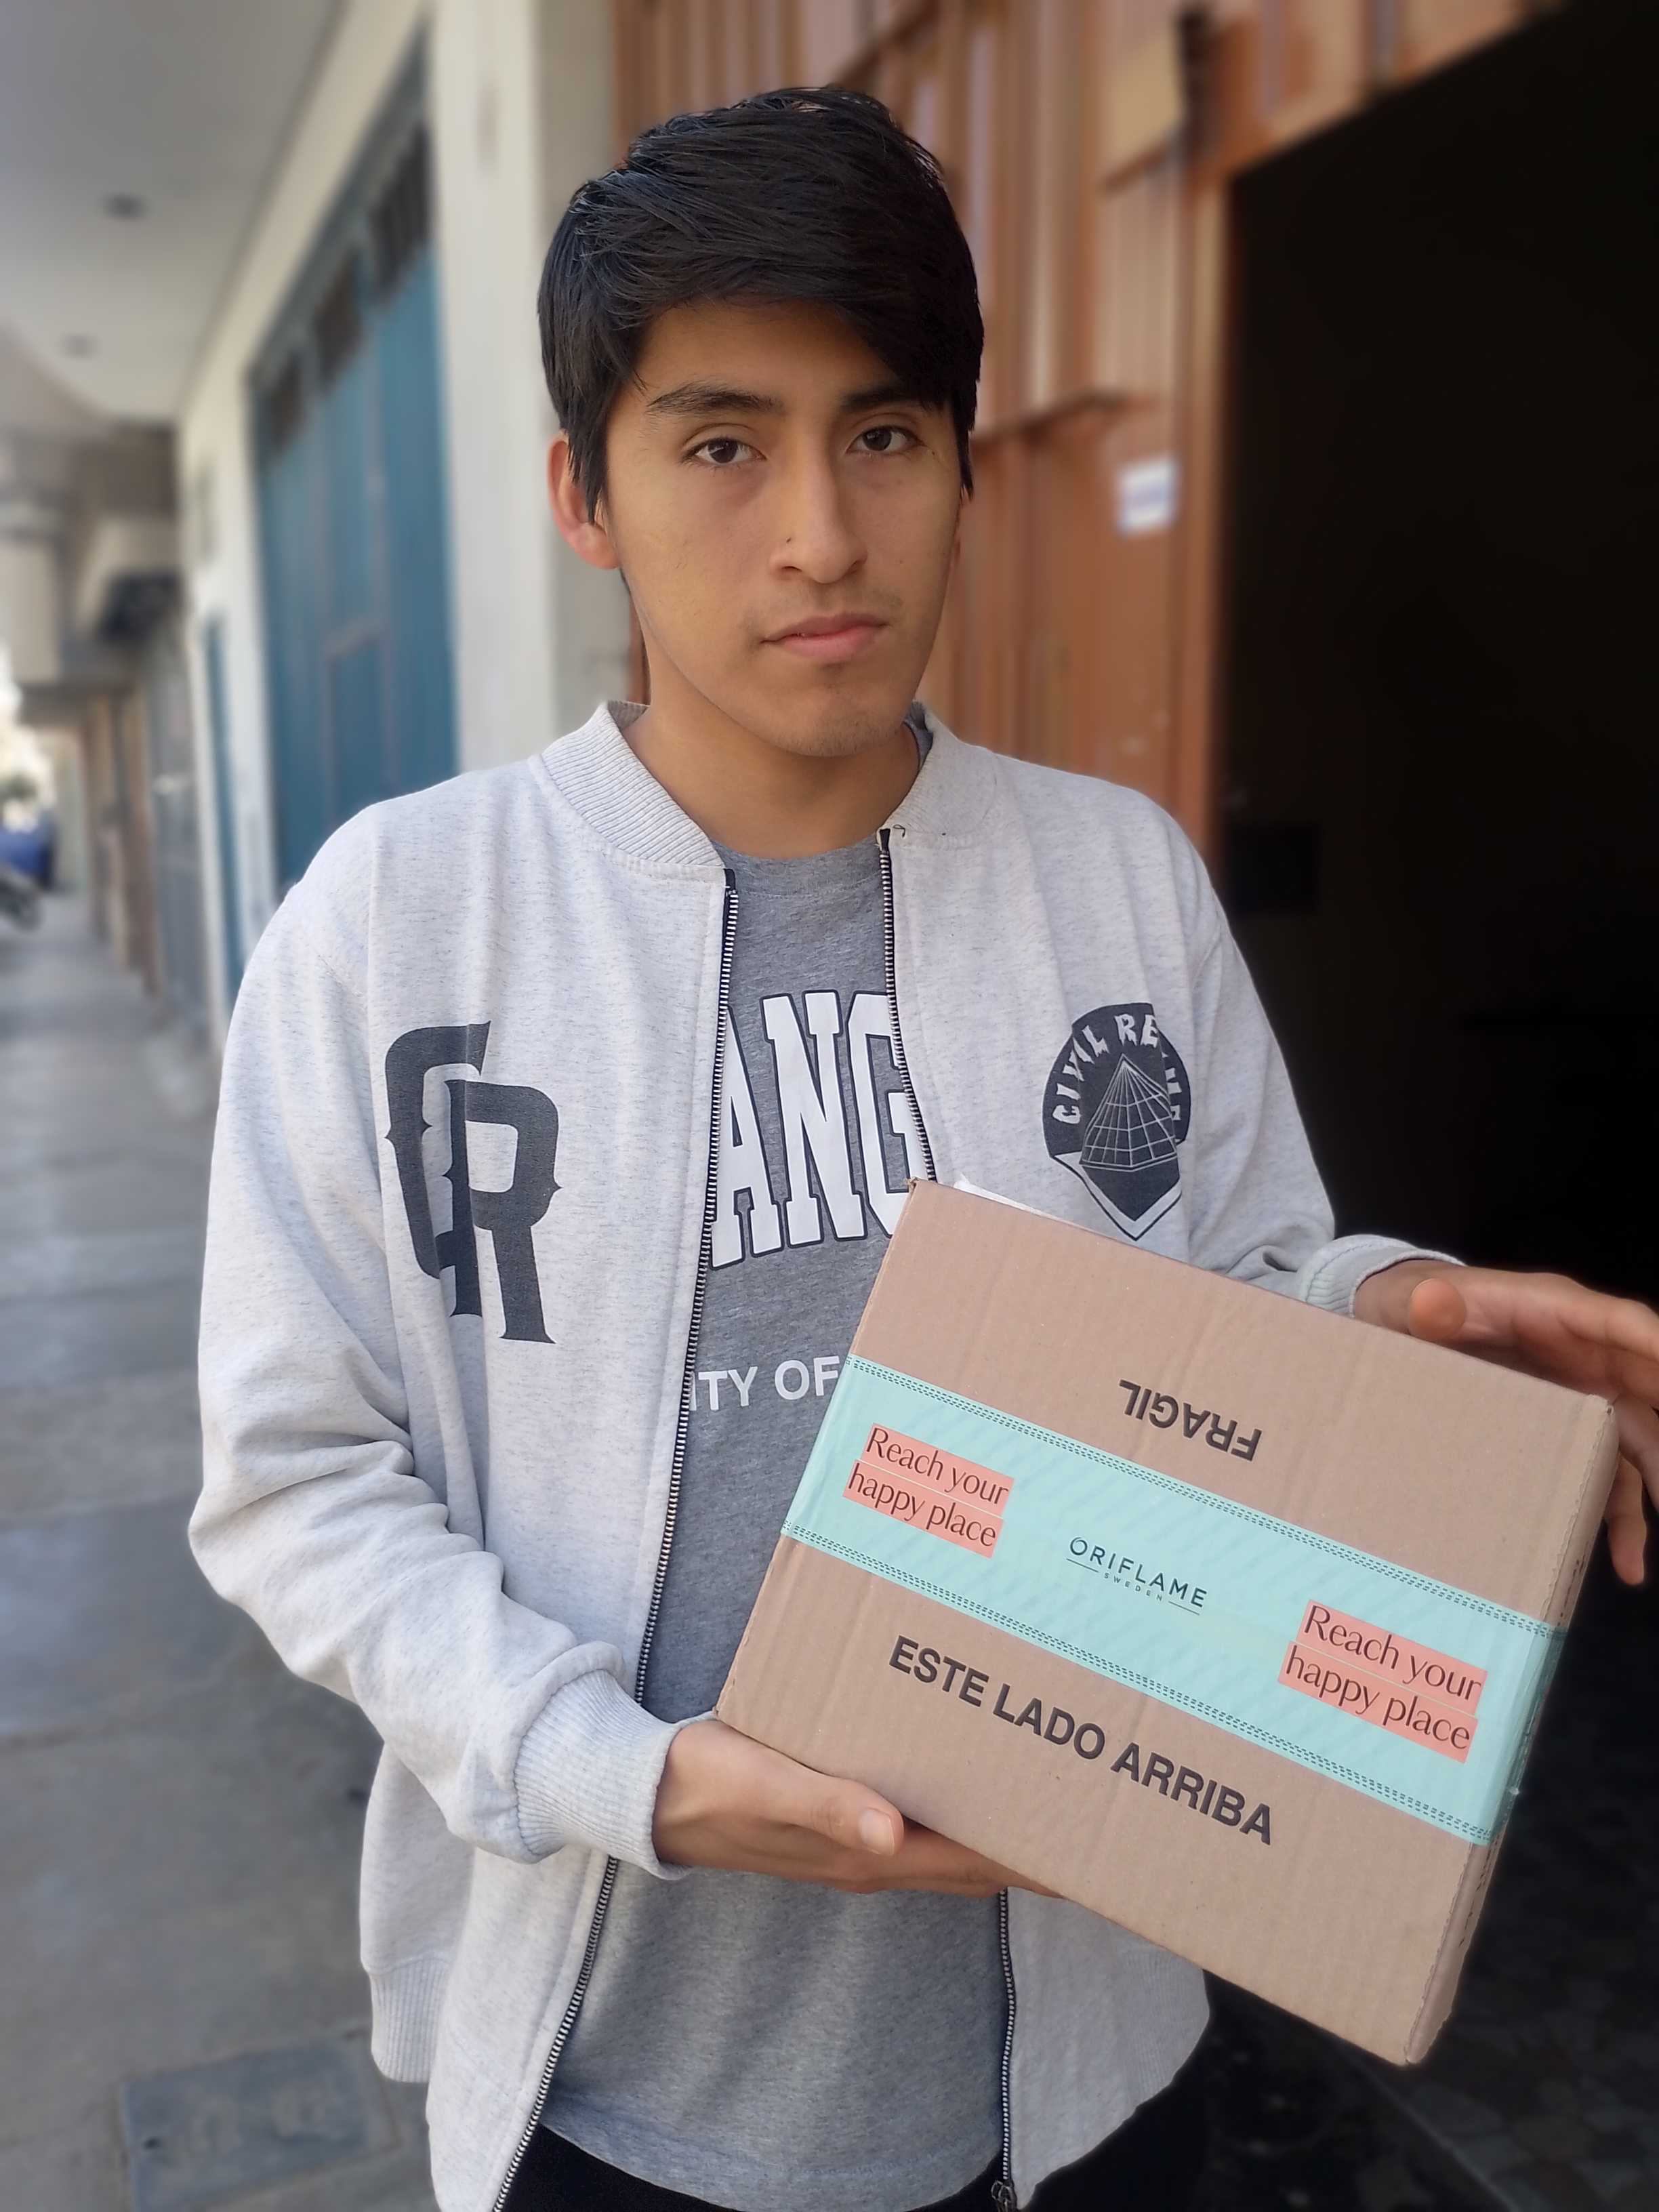 CR
CIVIL RE
ANG
ITY OF
FRAGIL
Reach your
happy place
ORIFLAME
SWEDEN
Reach your
happy place
ESTE LADO ARRIBA